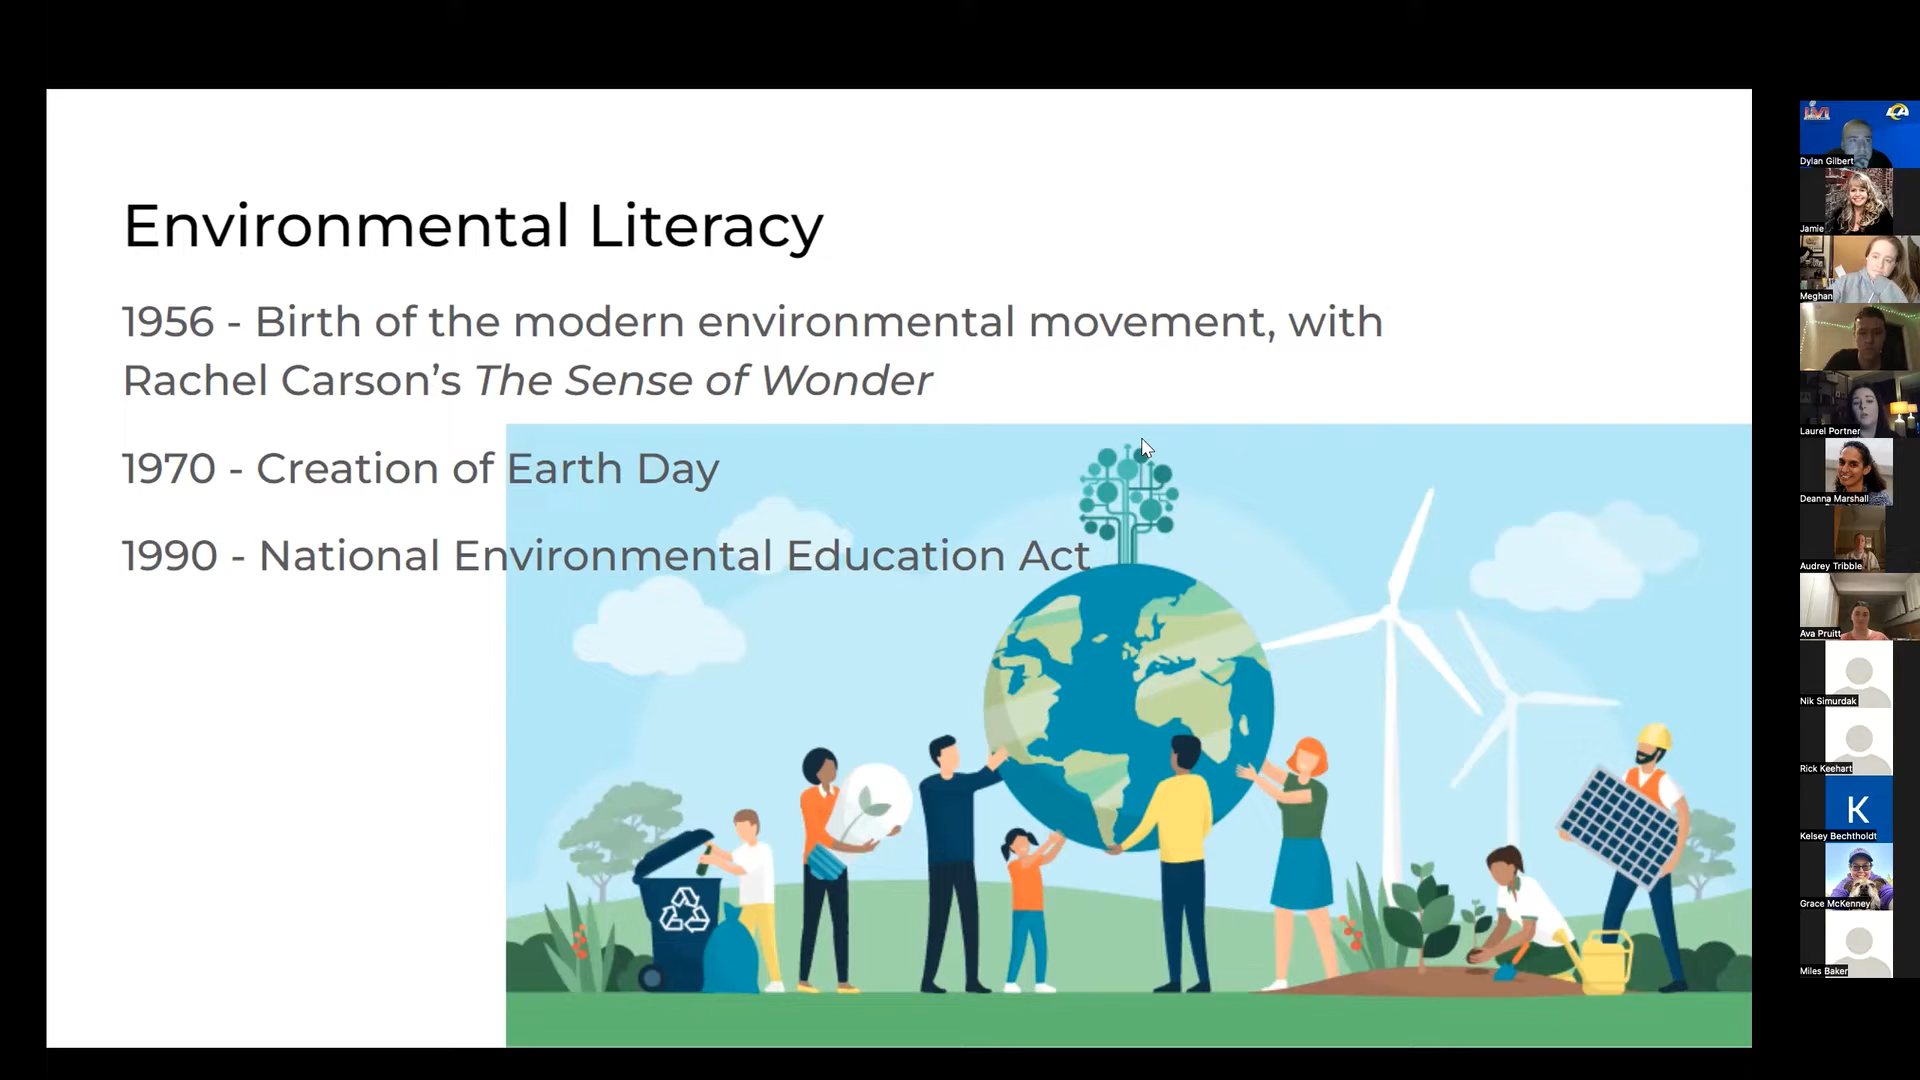 Environmental Literacy
1956 - Birth of the modern environmental movement, with
Rachel Carson's The Sense of Wonder
1970 - Creation of Earth Day
1990 - National Environmental Education Act
LVI
LA
Dylan Gilbert
Jamie
Meghan
Laurel Portner
Deanna Marshall
Audrey Tribble
Ava Pruitt
Nik Simurdak
Rick Keehart
K
Kelsey Bechtholdt
Grace McKenney
Miles Baker